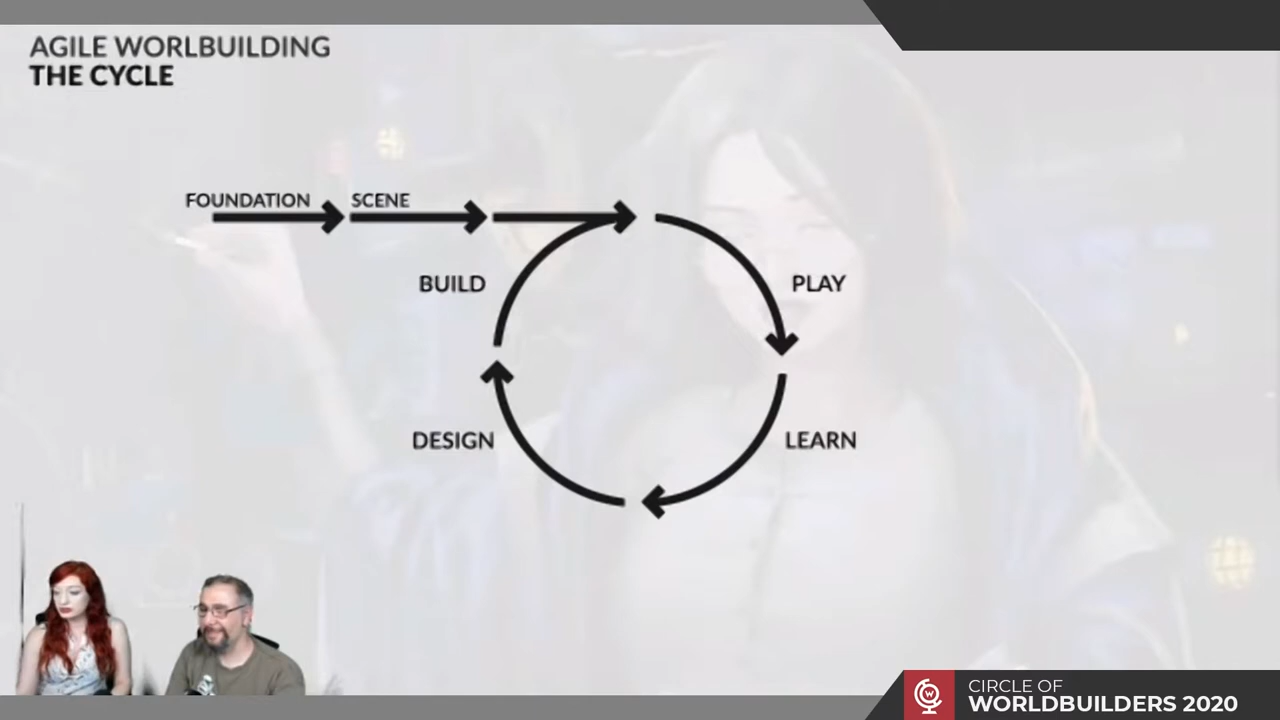 AGILE WORLBUILDING
THE CYCLE
FOUNDATION
SCENE
BUILD
PLAY
DESIGN
LEARN
CIRCLE OF
WORLDBUILDERS 2020